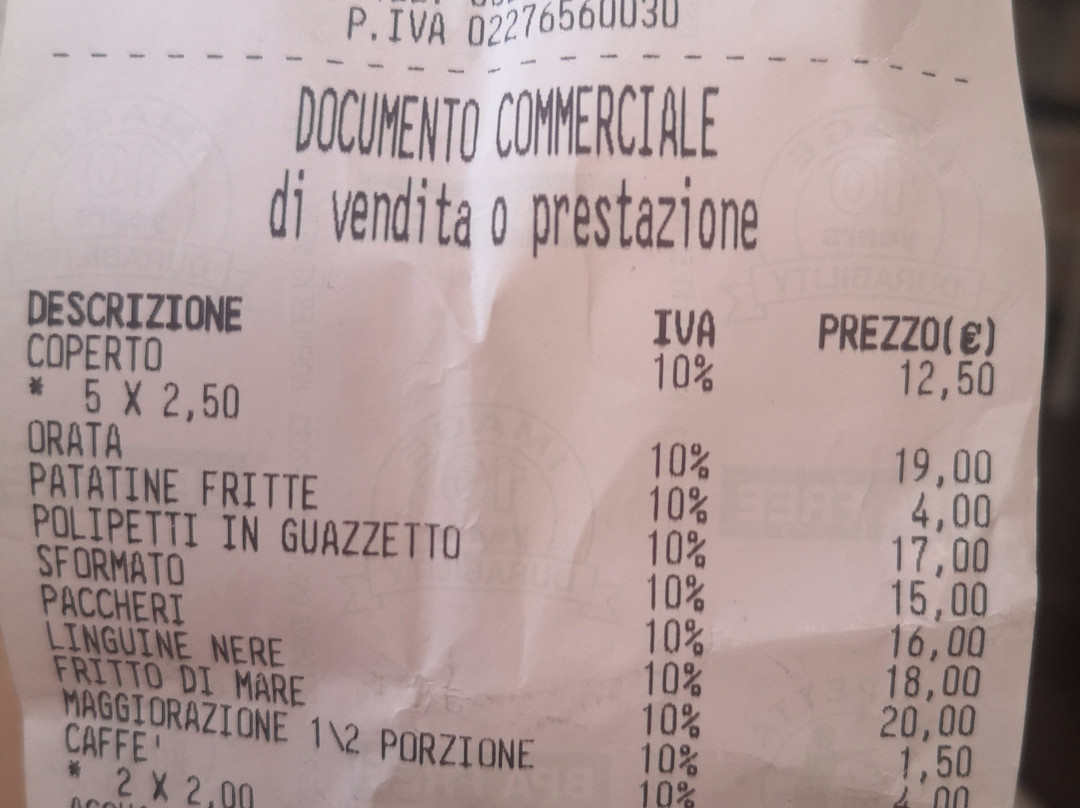 P.IVA 02276560030
DOCUMENTO COMMERCIALE
di vendita o prestazione
DESCRIZIONE IVA PREZZO(€)
COPERTO 10% 12,50
* 5 X 2,50
ORATA 10% 19,00
PATATINE FRITTE 10% 4,00
POLIPETTI IN GUAZZETTO 10% 17,00
SFORMATO 10% 15,00
PACCHERI 10% 16,00
LINGUINE NERE 10% 18,00
FRITTO DI MARE 10% 20,00
MAGGIORAZIONE 1\2 PORZIONE 10% 1,50
CAFFE' 10% 4,00
* 2 X 2,00